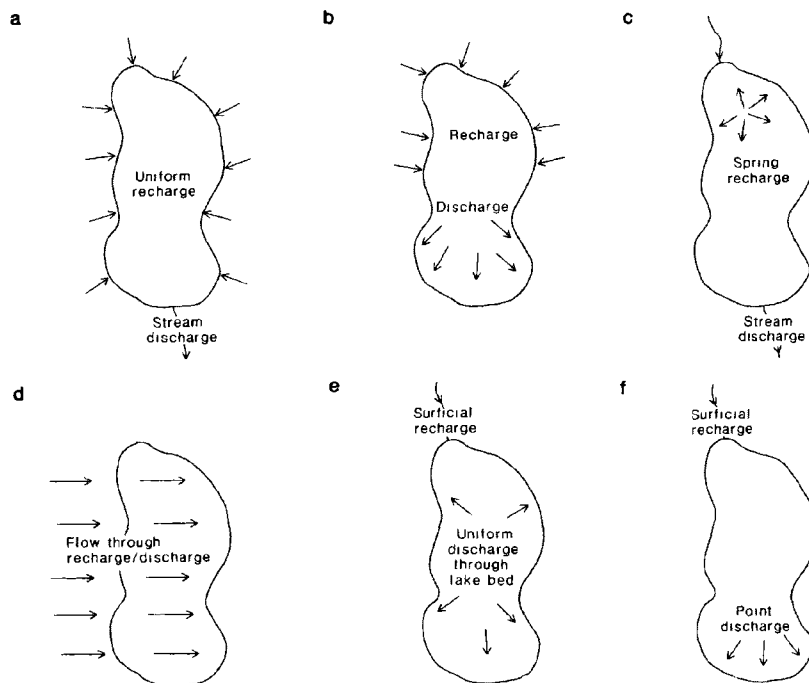 a
Uniform
recharge
Stream
discharge
b
Recharge
Discharge
c
Spring
recharge
Stream
discharge
d
Flow through
recharge/discharge
e
Surficial
recharge
Uniform
discharge
through
lake bed
f
Surficial
recharge
Point
discharge